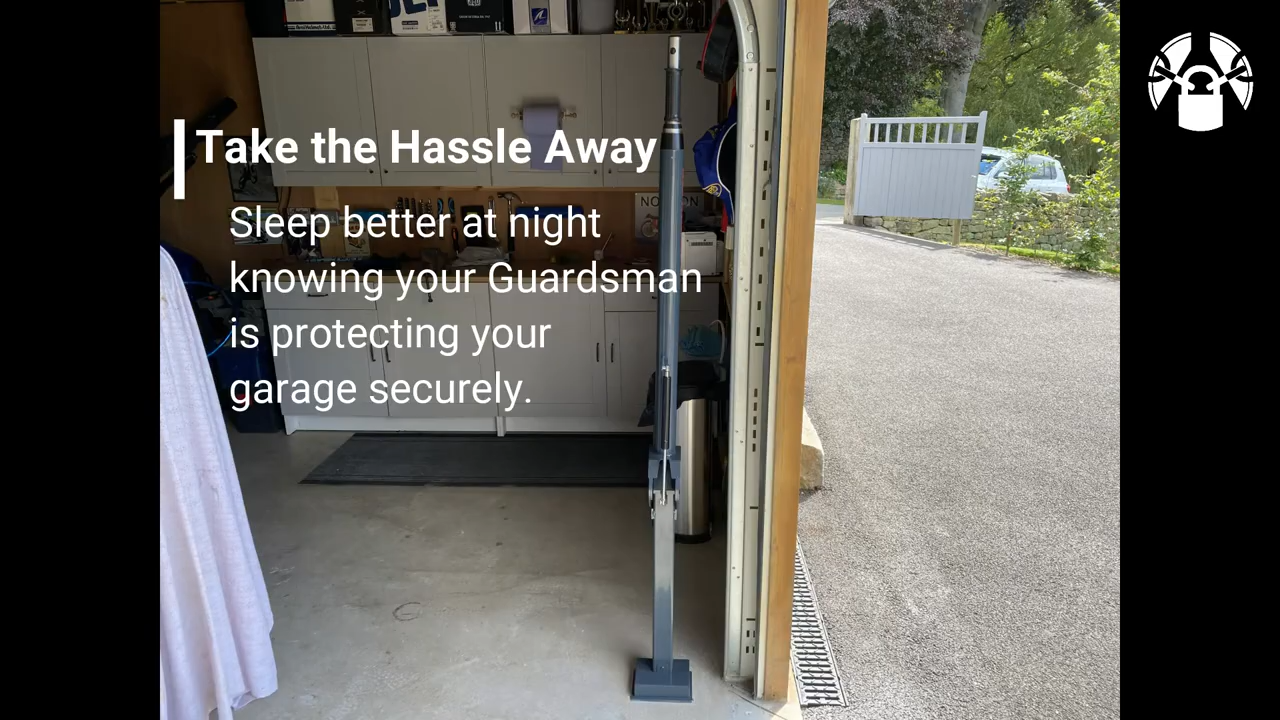 Take the Hassle Away
Sleep better at night
knowing your Guardsman
is protecting your
garage securely.